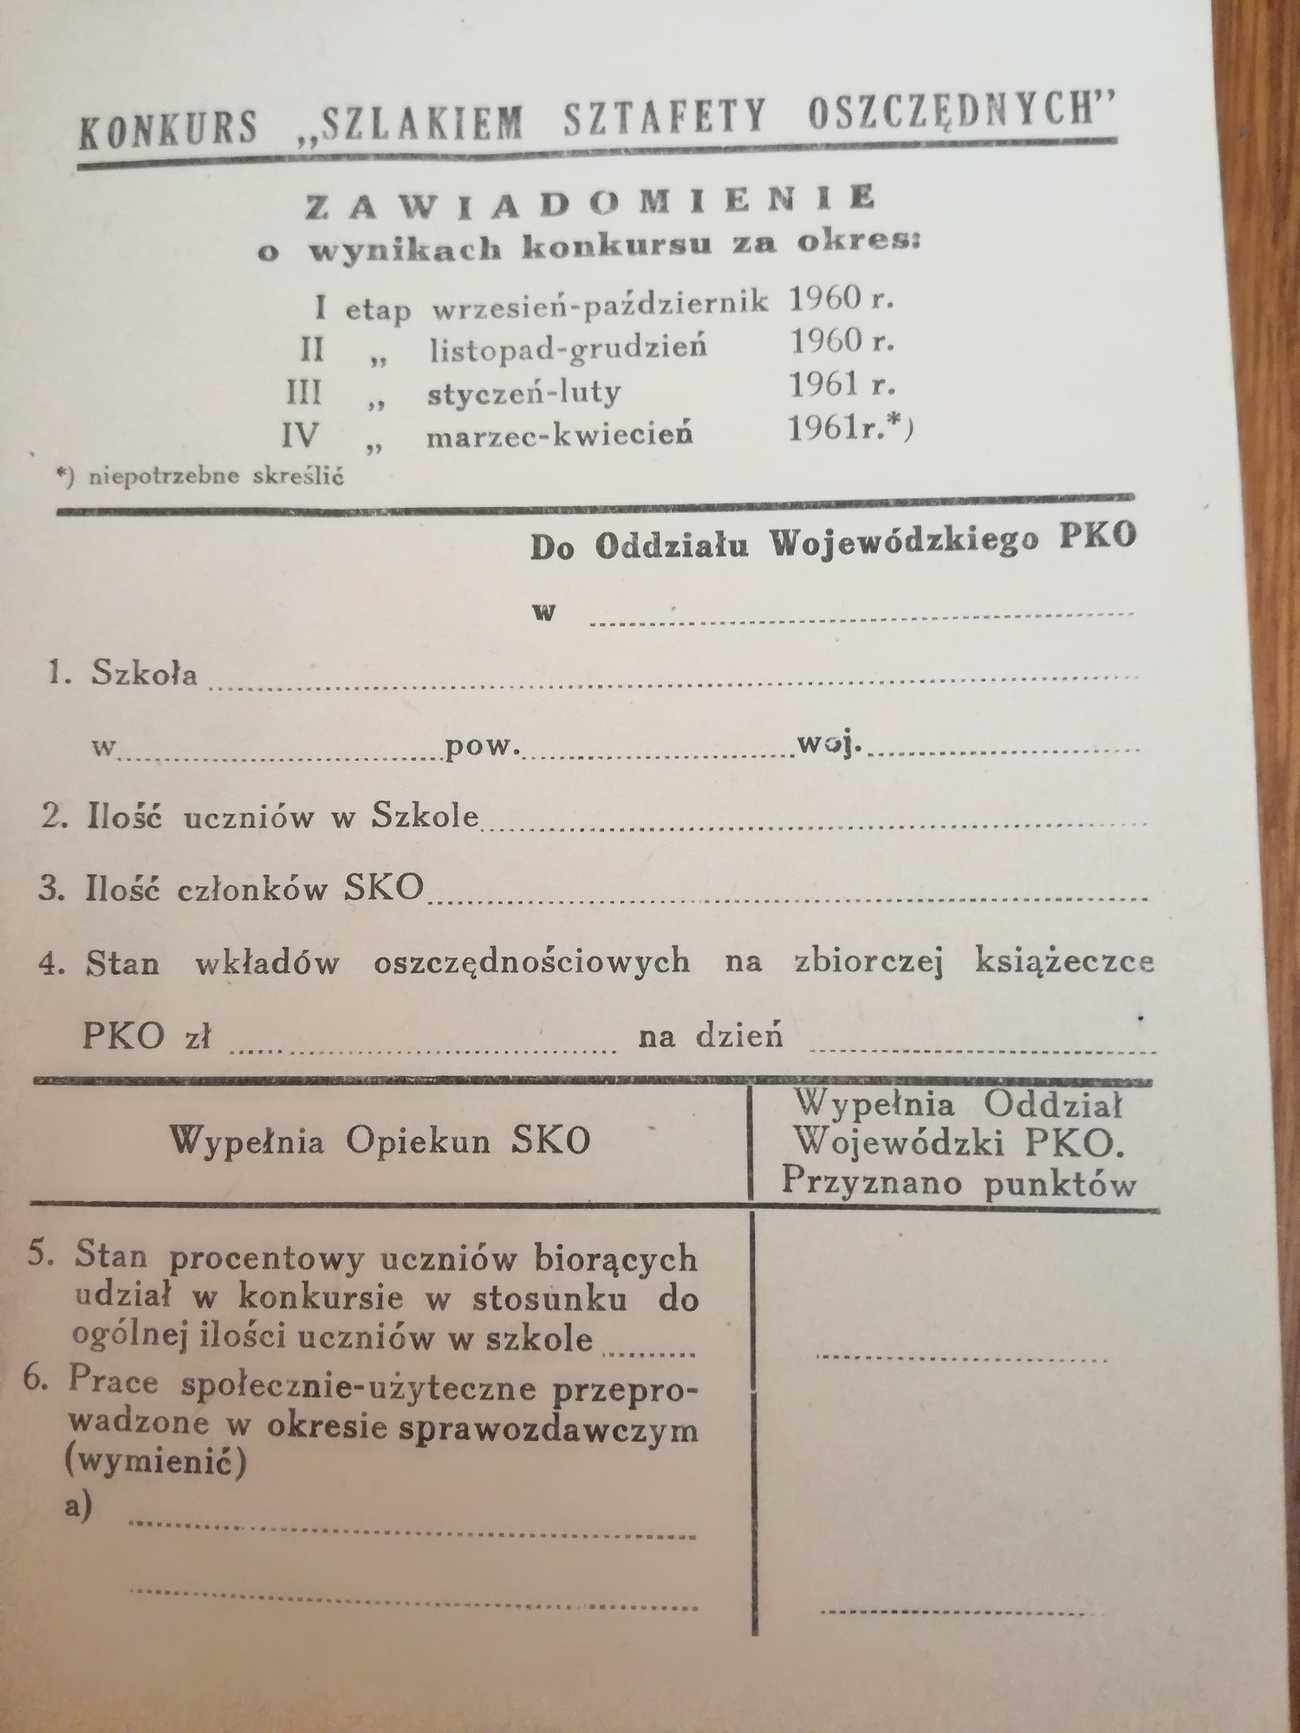 KONKURS „SZLAKIEM SZTAFETY OSZCZĘDNYCH”
ZAWIADOMIENIE
o wynikach konkursu za okres:
I etap wrzesień-październik 1960 r.
II „ listopad-grudzień 1960 r.
III „ styczeń-luty 1961 r.
IV „ marzec-kwiecień 1961r.*)
*) niepotrzebne skreślić
Do Oddziału Wojewódzkiego PKO
w ........................
1. Szkoła ........................
w........................pow.........................woj.........................
2. Ilość uczniów w Szkole........................
3. Ilość członków SKO........................
4. Stan wkładów oszczędnościowych na zbiorczej książeczce
PKO zł ........................ na dzień ........................
Wypełnia Opiekun SKO
Wypełnia Oddział
Wojewódzki PKO.
Przyznano punktów
5. Stan procentowy uczniów biorących
udział w konkursie w stosunku do
ogólnej ilości uczniów w szkole ..........
6. Prace społecznie-użyteczne przepro-
wadzone w okresie sprawozdawczym
(wymienić)
a) ........................